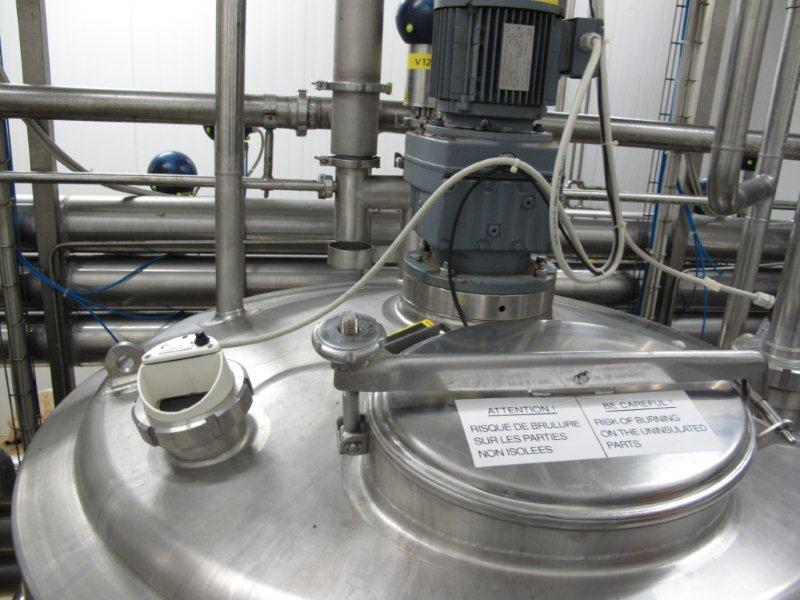 V12
ATTENTION !
RISQUE DE BRULURE
SUR LES PARTIES
NON ISOLEES
BE CAREFUL !
RISK OF BURNING
ON THE UNINSULATED
PARTS